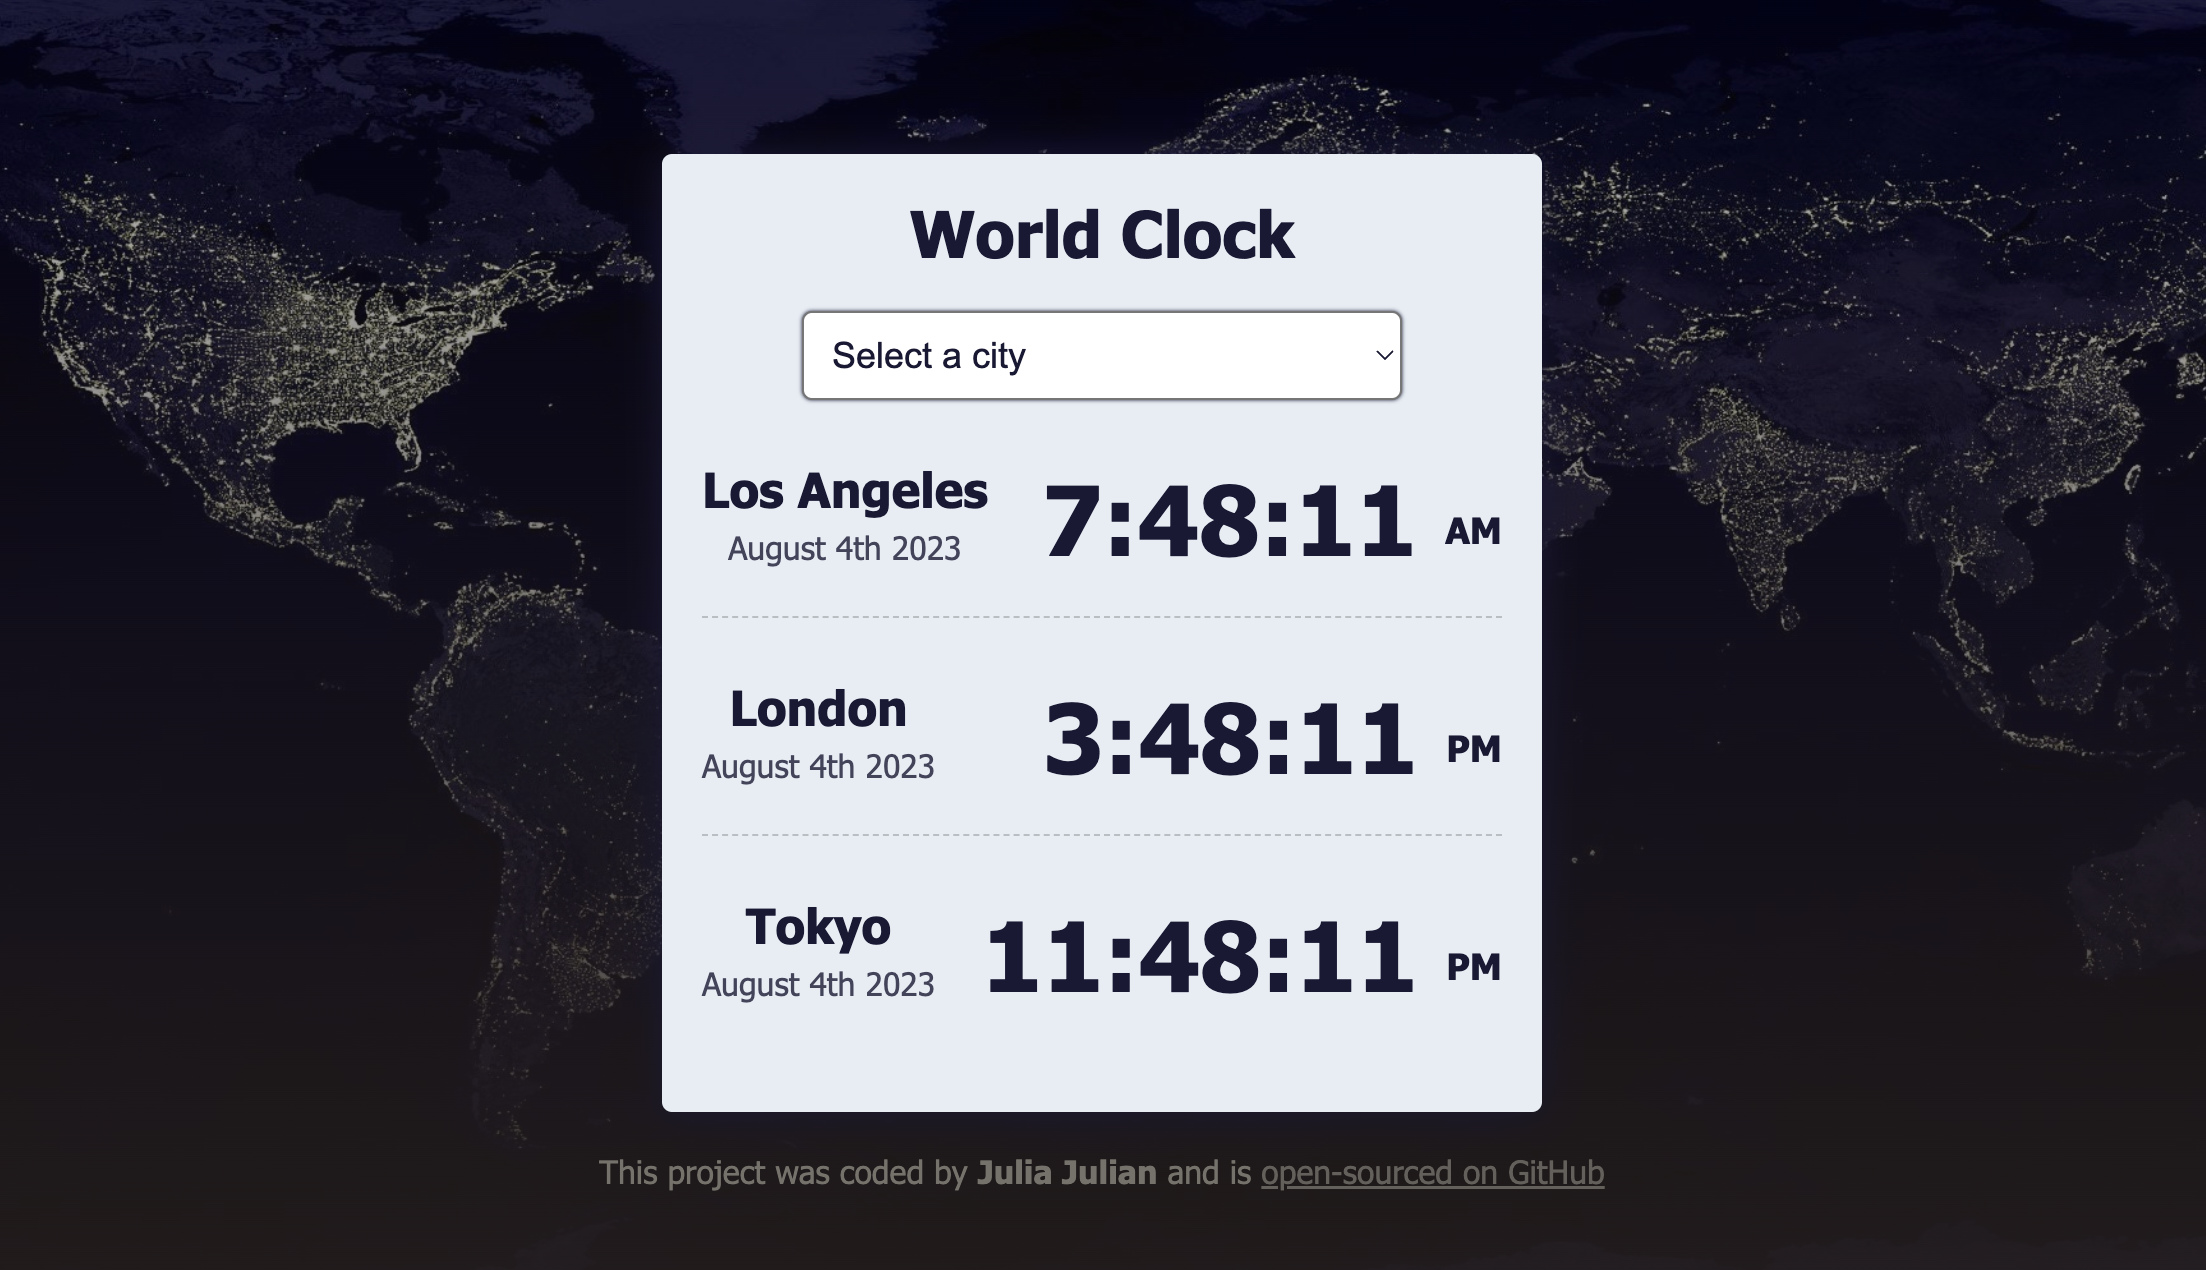 World Clock
Select a city
Los Angeles
August 4th 2023
7:48:11 AM
London
August 4th 2023
3:48:11 PM
Tokyo
August 4th 2023
11:48:11 PM
This project was coded by Julia Julian and is open-sourced on GitHub